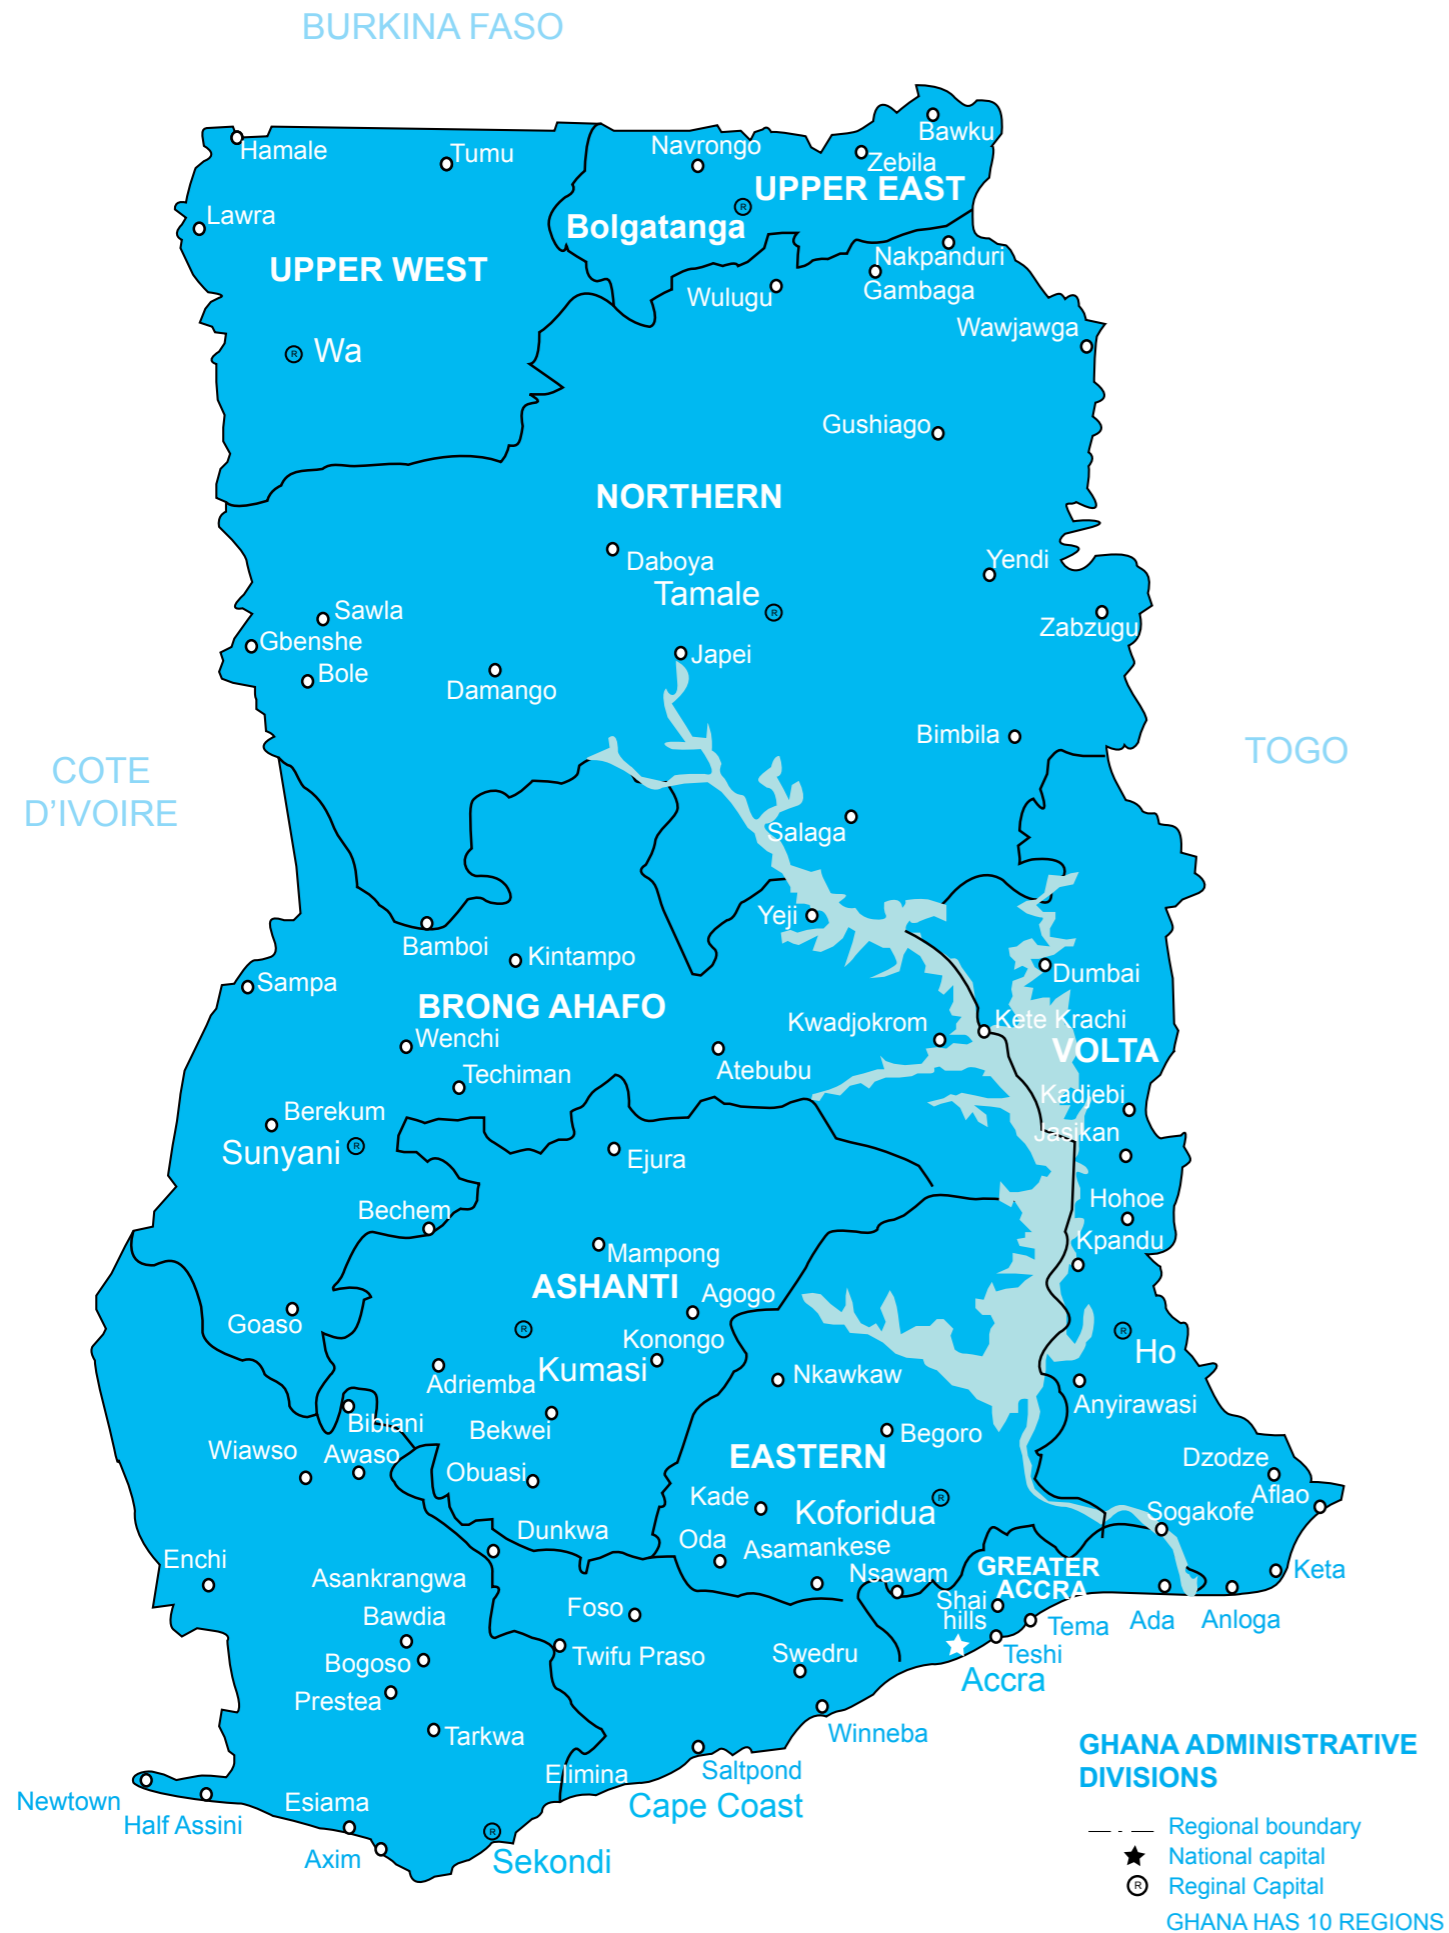 BURKINA FASO
Bawku
Hamale
Tumu
Navrongo
Zebila
UPPER EAST
Lawra
Bolgatanga
UPPER WEST
Nakpanduri
Wulugu
Gambaga
Wawjawga
R Wa
R
Gushiago
NORTHERN
Daboya
Yendi
Tamale
R
Sawla
Zabzugu
Gbenshe
Japei
Bole
Damango
Bimbila
TOGO
COTE
D’IVOIRE
Salaga
Yeji
Bamboi
Kintampo
Dumbai
Sampa
BRONG AHAFO
Kwadjokrom
Kete Krachi
Wenchi
VOLTA
Techiman
Atebubu
Kadjebi
Berekum
Jasikan
Sunyani R
Ejura
Hohoe
Bechem
Kpandu
Mampong
ASHANTI
Agogo
Goaso
R
Konongo
R
Ho
Kumasi
Adriemba
Nkawkaw
Anyirawasi
Bibiani
Bekwei
Begoro
Wiawso
Awaso
EASTERN
Dzodze
Obuasi
Kade
Koforidua R
Aflao
Sogakofe
Dunkwa
Oda
Asamankese
Enchi
Nsawam
GREATER
ACCRA
Keta
Asankrangwa
Shai
hills
Bawdia
Foso
Tema
Ada
Anloga
Bogoso
Twifu Praso
Swedru
Teshi
Accra
Prestea
Tarkwa
Winneba
Elimina
Saltpond
Cape Coast
Newtown
Half Assini
Esiama
Axim
R
Sekondi
GHANA ADMINISTRATIVE
DIVISIONS
Regional boundary
National capital
R Reginal Capital
GHANA HAS 10 REGIONS